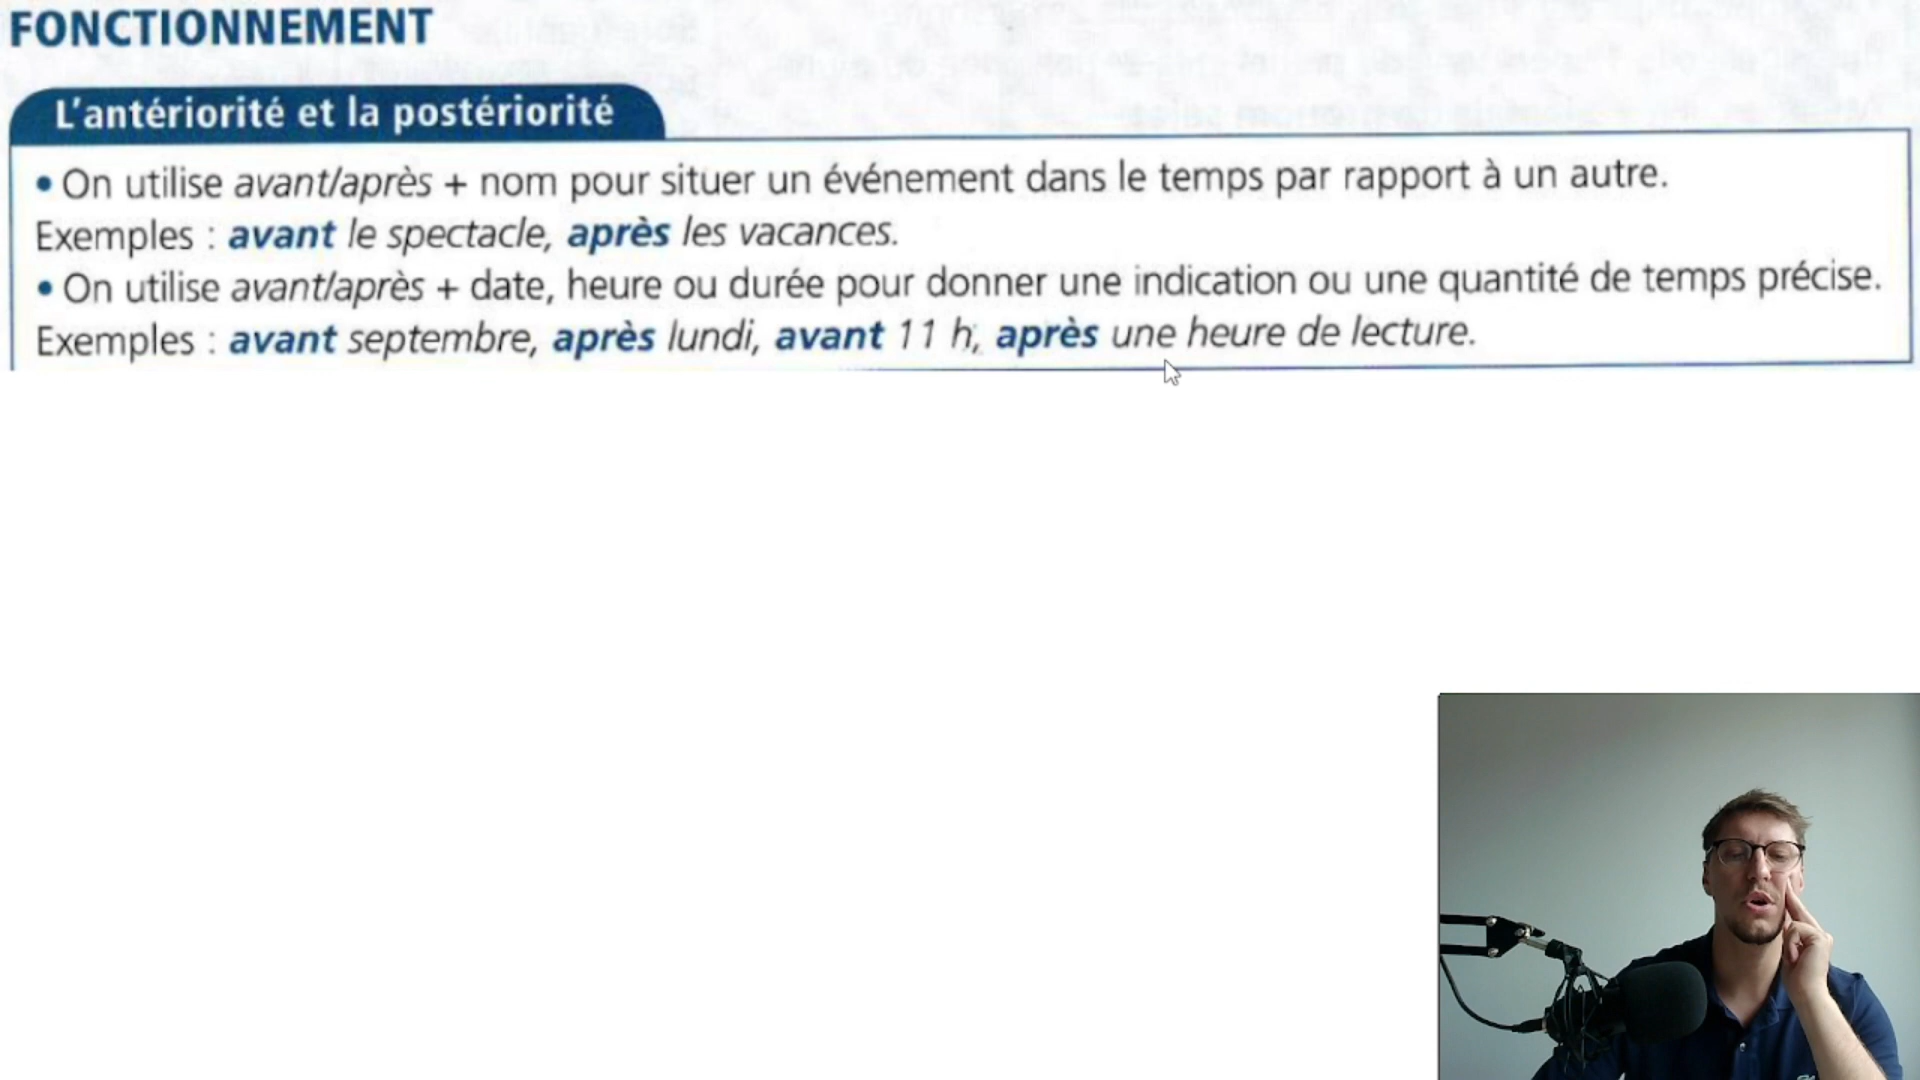 FONCTIONNEMENT
L'antériorité et la postériorité
• On utilise avant/après + nom pour situer un événement dans le temps par rapport à un autre.
Exemples : avant le spectacle, après les vacances.
• On utilise avant/après + date, heure ou durée pour donner une indication ou une quantité de temps précise.
Exemples : avant septembre, après lundi, avant 11 h, après une heure de lecture.